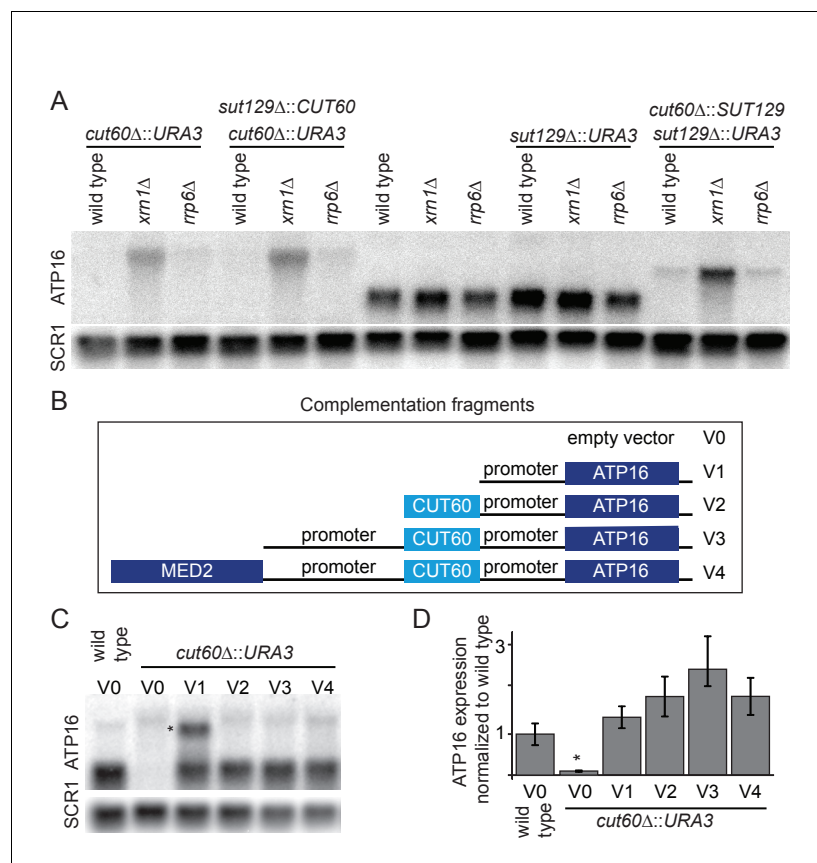 A
sut129Δ::CUT60
cut60Δ::SUT129
cut60Δ::URA3
cut60Δ::URA3
sut129Δ::URA3
sut129Δ::URA3
wild type
xrn1Δ
rrp6Δ
wild type
xrn1Δ
rrp6Δ
wild type
xrn1Δ
rrp6Δ
wild type
xrn1Δ
rrp6Δ
wild type
xrn1Δ
rrp6Δ
ATP16
SCR1
B
Complementation fragments
empty vector V0
promoter ATP16 V1
CUT60 promoter ATP16 V2
promoter CUT60 promoter ATP16 V3
MED2 promoter CUT60 promoter ATP16 V4
C
wild type
cut60Δ::URA3
V0 V0 V1 V2 V3 V4
ATP16
*
SCR1
D
ATP16 expression
normalized to wild type
3
1
*
V0 V0 V1 V2 V3 V4
wild type
cut60Δ::URA3